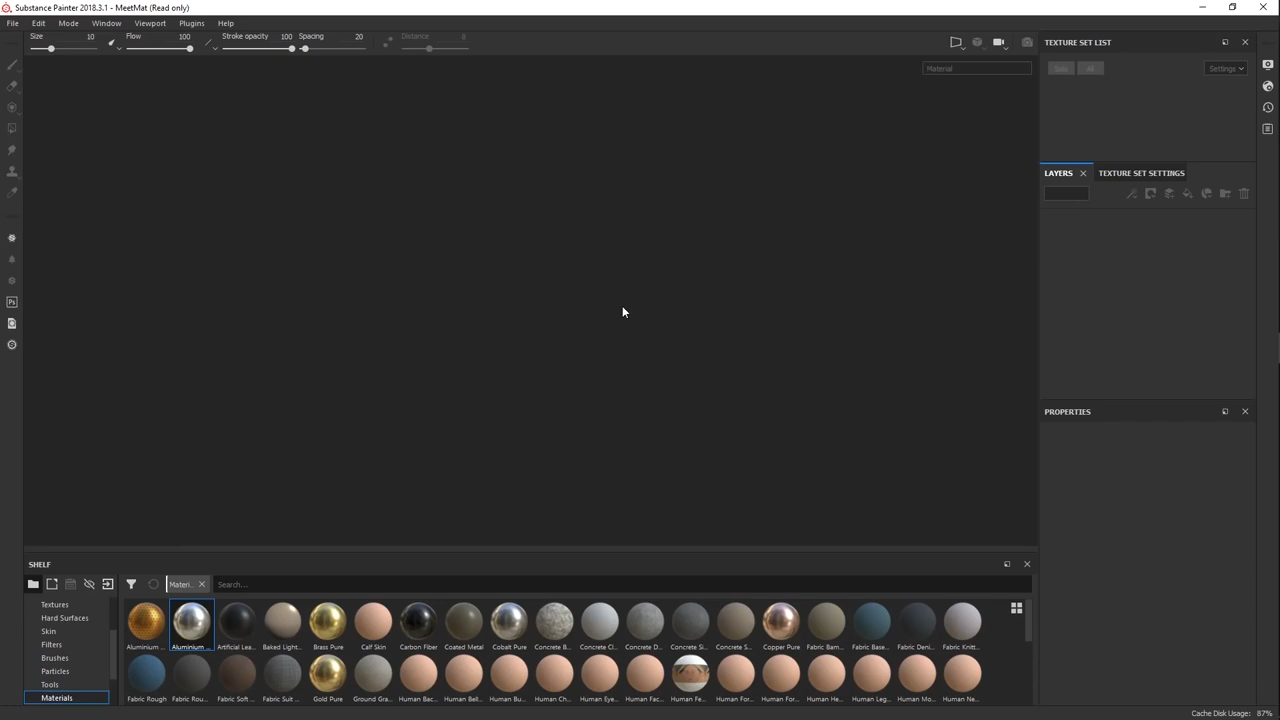 Substance Painter 2018.3.1 - MeetMat (Read only)
File Edit Mode Window Viewport Plugins Help
Size 10 Flow 100 Stroke opacity 100 Spacing 20 Distance 8
TEXTURE SET LIST
Material
Solo All Settings
LAYERS TEXTURE SET SETTINGS
Ps
PROPERTIES
SHELF
Materi... Search...
Textures
Hard Surfaces
Skin
Filters
Brushes
Particles
Tools
Materials
Aluminium ... Aluminium ... Artificial Lea... Baked Light... Brass Pure Calf Skin Carbon Fiber Coated Metal Cobalt Pure Concrete B... Concrete Cl... Concrete D... Concrete Si... Concrete S... Copper Pure Fabric Bam... Fabric Base... Fabric Deni... Fabric Knitt...
Fabric Rough Fabric Rou... Fabric Soft ... Fabric Suit ... Gold Pure Ground Gra... Human Bac... Human Bel... Human Bu... Human Ch... Human Eye... Human Fac... Human Fe... Human For... Human For... Human He... Human Leg... Human Mo... Human Ne...
Cache Disk Usage: 87%